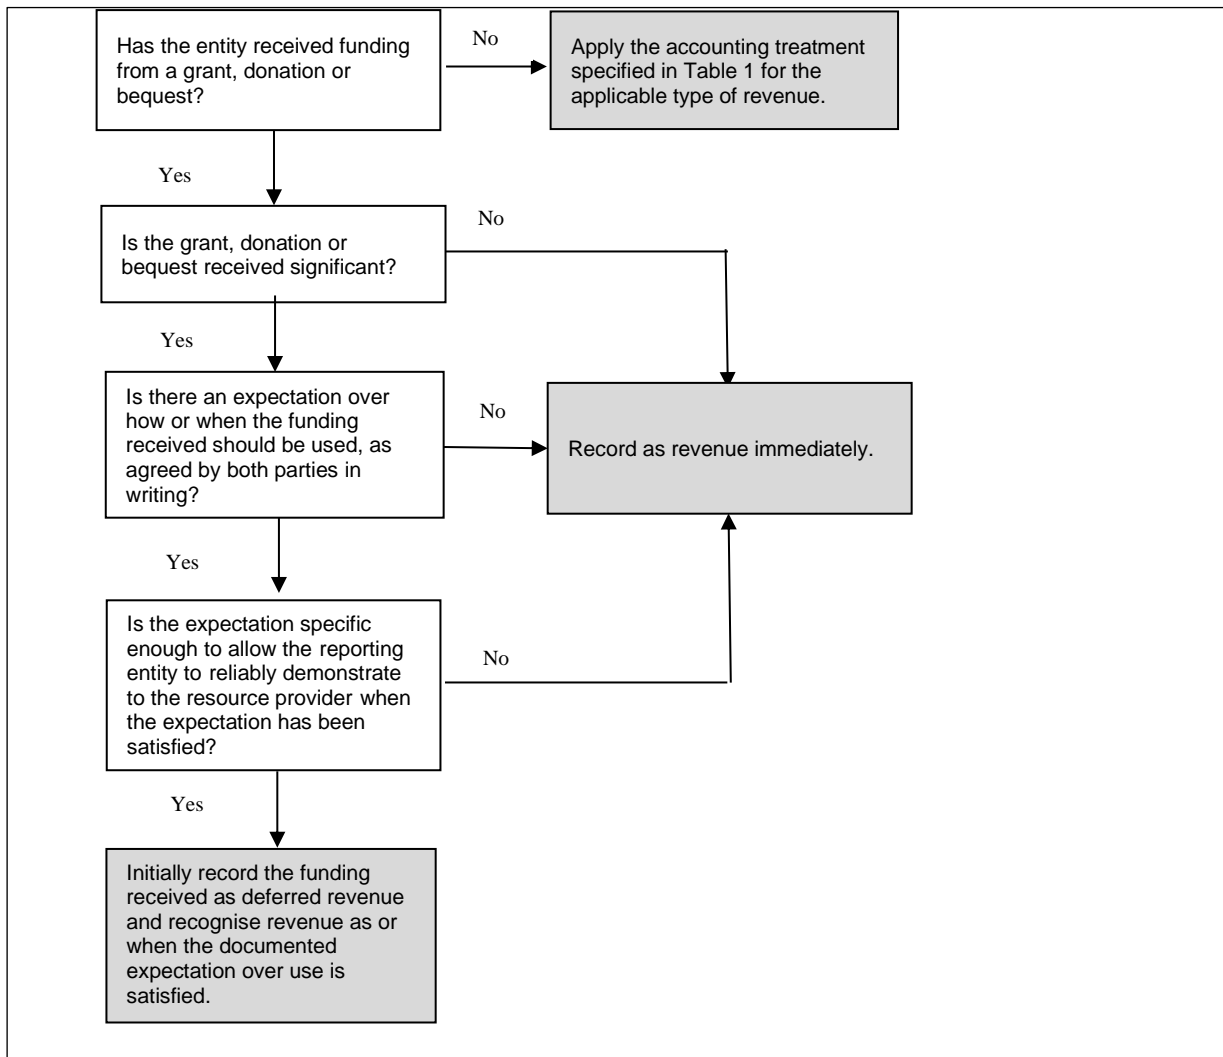 Has the entity received funding
from a grant, donation or
bequest?
No
Apply the accounting treatment
specified in Table 1 for the
applicable type of revenue.
Yes
Is the grant, donation or
bequest received significant?
No
Yes
Is there an expectation over
how or when the funding
received should be used, as
agreed by both parties in
writing?
No
Record as revenue immediately.
Yes
Is the expectation specific
enough to allow the reporting
entity to reliably demonstrate
to the resource provider when
the expectation has been
satisfied?
No
Yes
Initially record the funding
received as deferred revenue
and recognise revenue as or
when the documented
expectation over use is
satisfied.